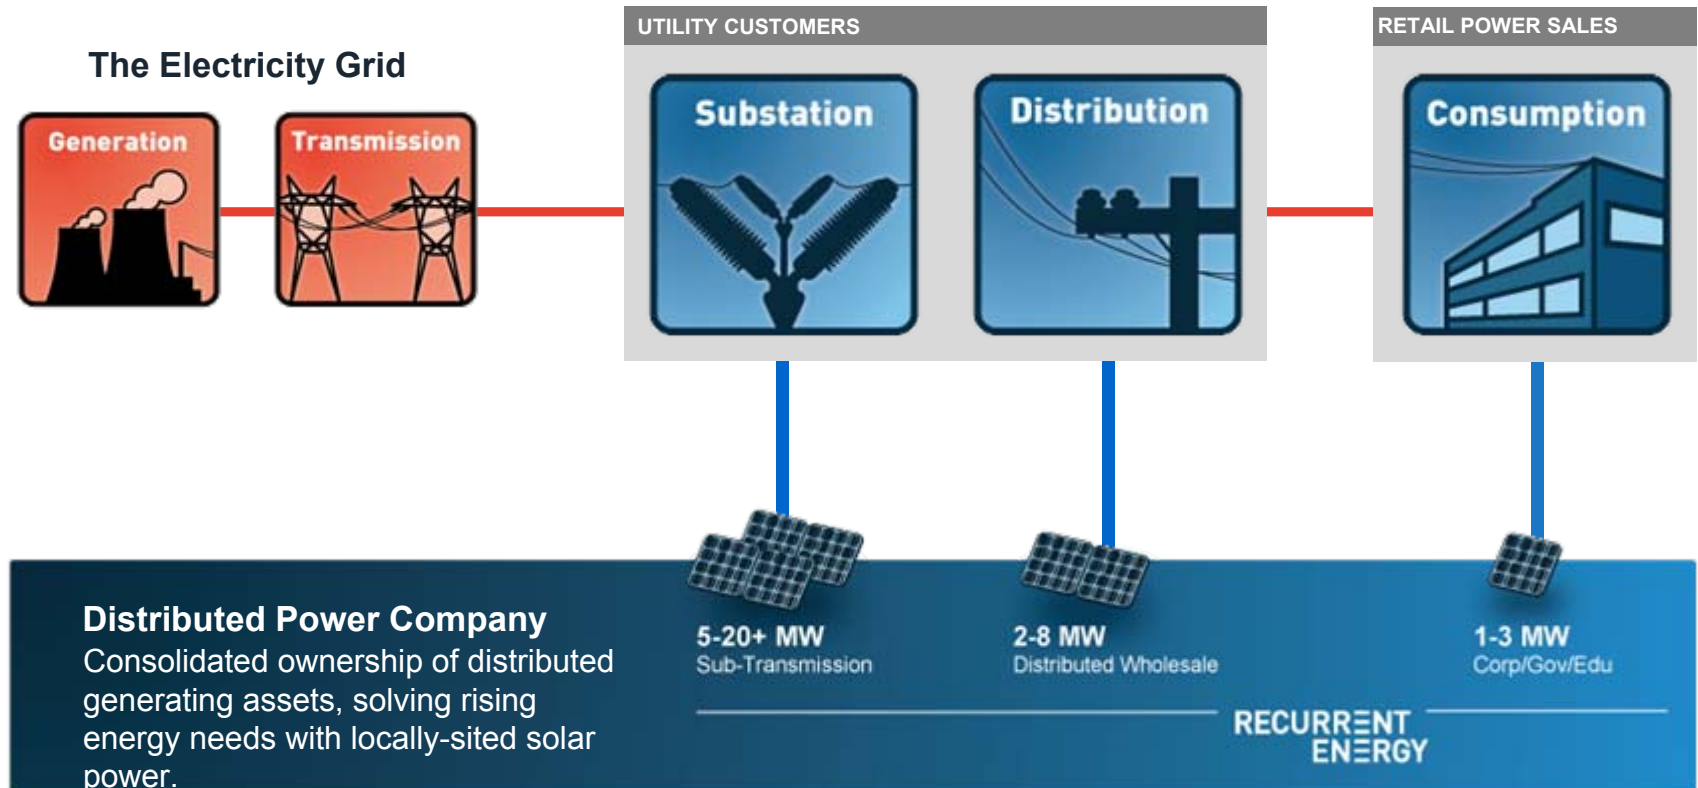 UTILITY CUSTOMERS
RETAIL POWER SALES
The Electricity Grid
Generation
Transmission
Substation
Distribution
Consumption
Distributed Power Company
Consolidated ownership of distributed
generating assets, solving rising
energy needs with locally-sited solar
power.
5-20+ MW
Sub-Transmission
2-8 MW
Distributed Wholesale
1-3 MW
Corp/Gov/Edu
RECURRENT
ENERGY